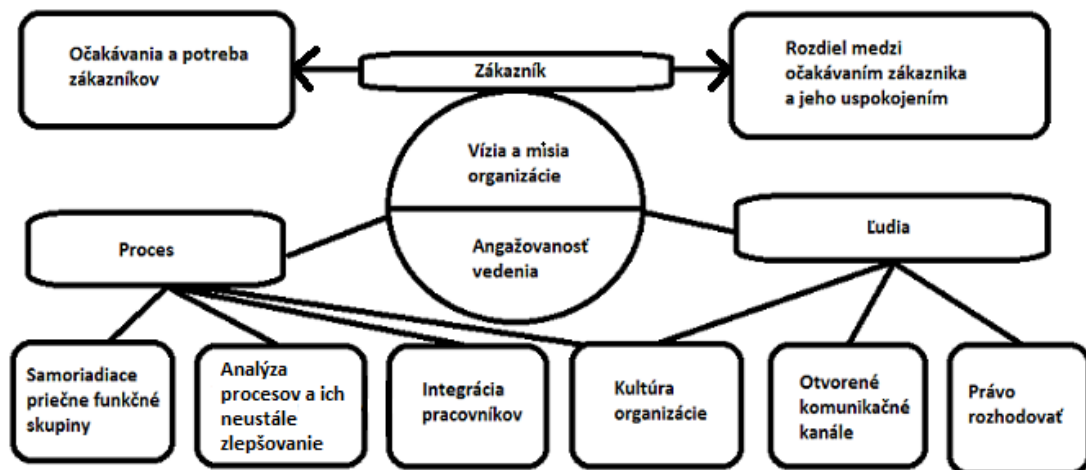 Očakávania a potreba
zákazníkov
Zákazník
Rozdiel medzi
očakávaním zákaznika
a jeho uspokojením
Vízia a misia
organizácie
Proces
Angažovanosť
vedenia
Ľudia
Samoriadiace
priečne funkčné
skupiny
Analýza
procesov a ich
neustále
zlepšovanie
Integrácia
pracovníkov
Kultúra
organizácie
Otvorené
komunikačné
kanále
Právo
rozhodovať